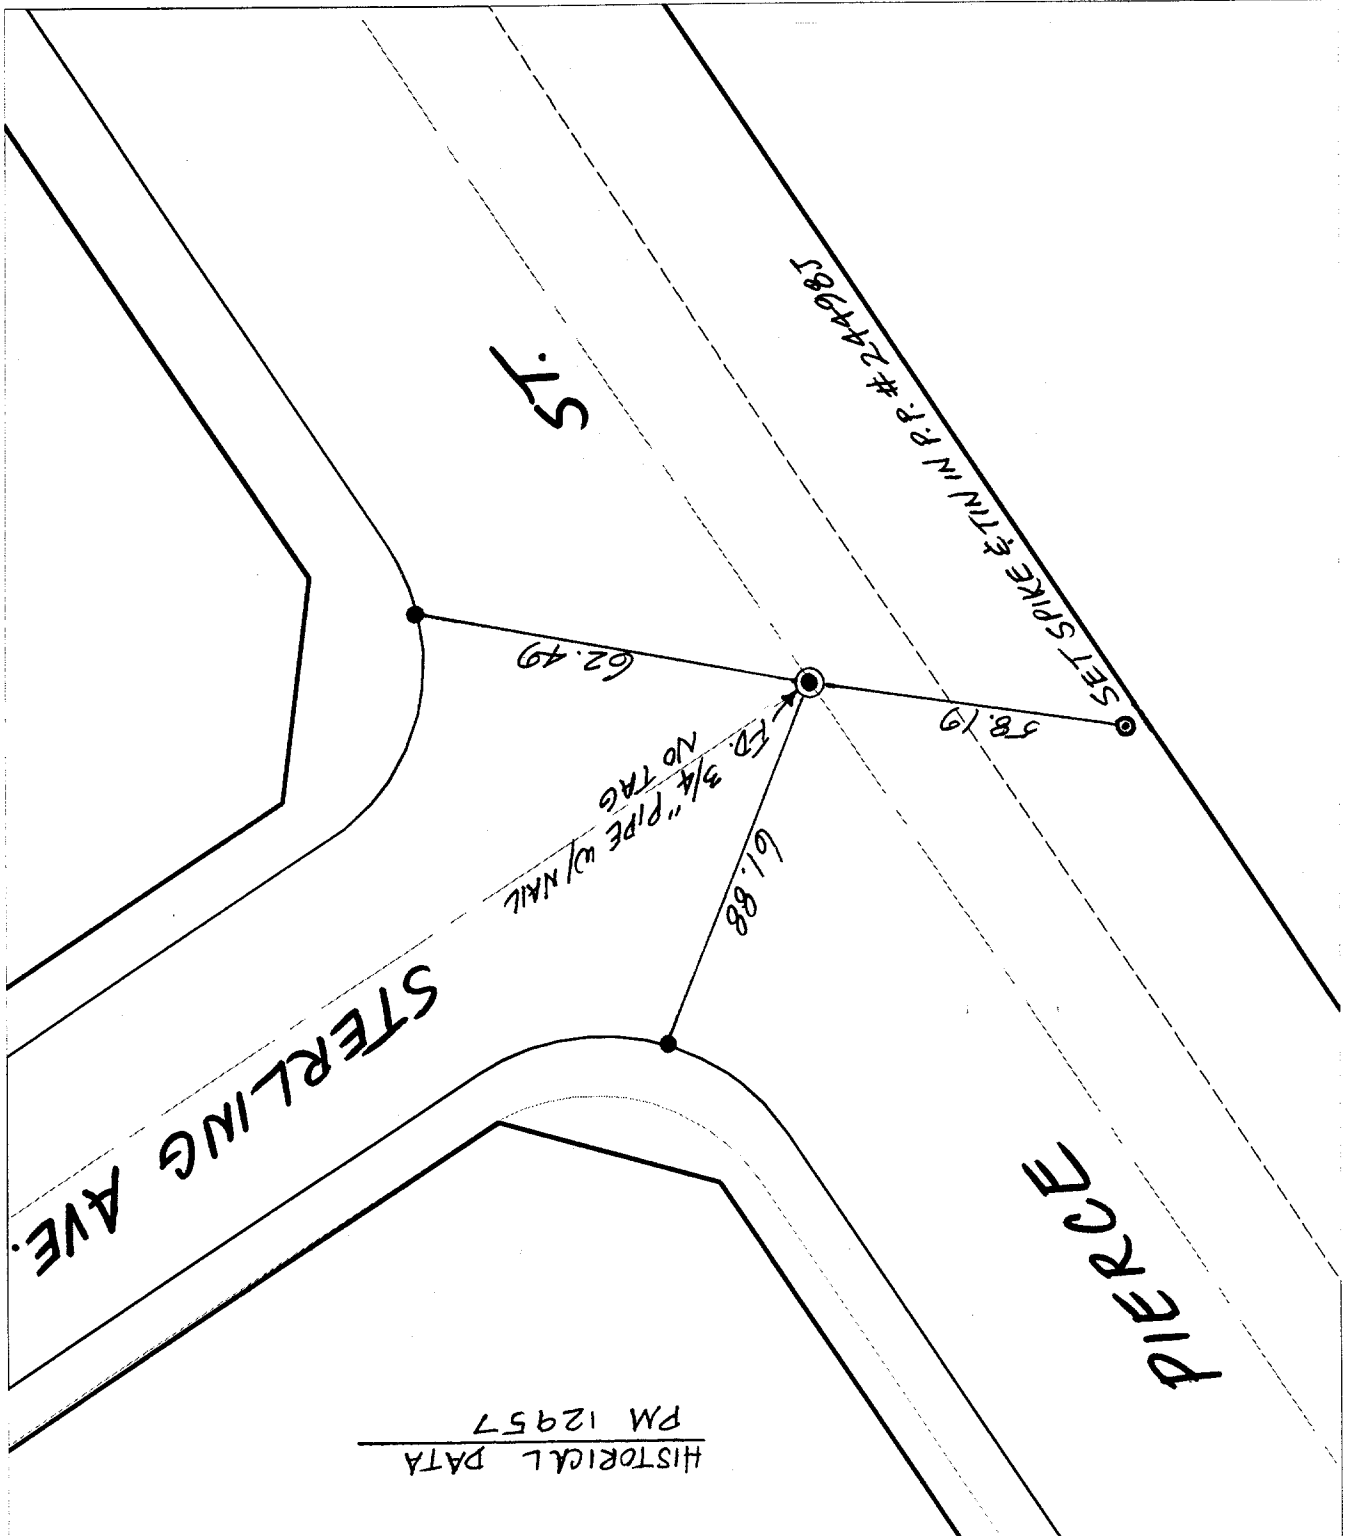 HISTORICAL DATA
PM 12957
PIERCE ST.
STERLING AVE.
FD. 3/4" PIPE W/NAIL
NO TAG
61.88
58.19
62.49
SET SPIKE & TIN IN P.P. #244985